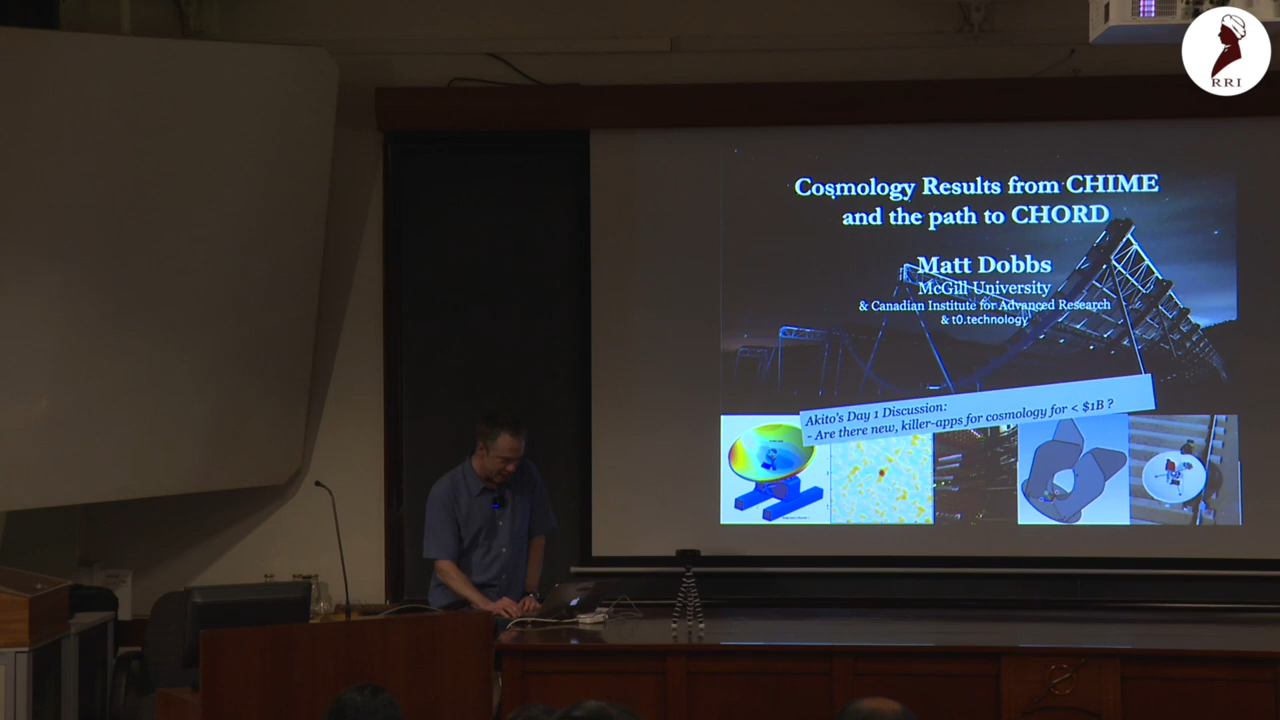 RRI
Cosmology Results from CHIME
and the path to CHORD
Matt Dobbs
McGill University
& Canadian Institute for Advanced Research
& t0.technology
Akito's Day 1 Discussion:
- Are there new, killer-apps for cosmology for < $1B ?